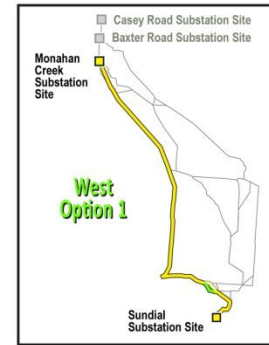 Casey Road Substation Site
Baxter Road Substation Site
Monahan
Creek
Substation
Site
West
Option 1
Sundial
Substation Site